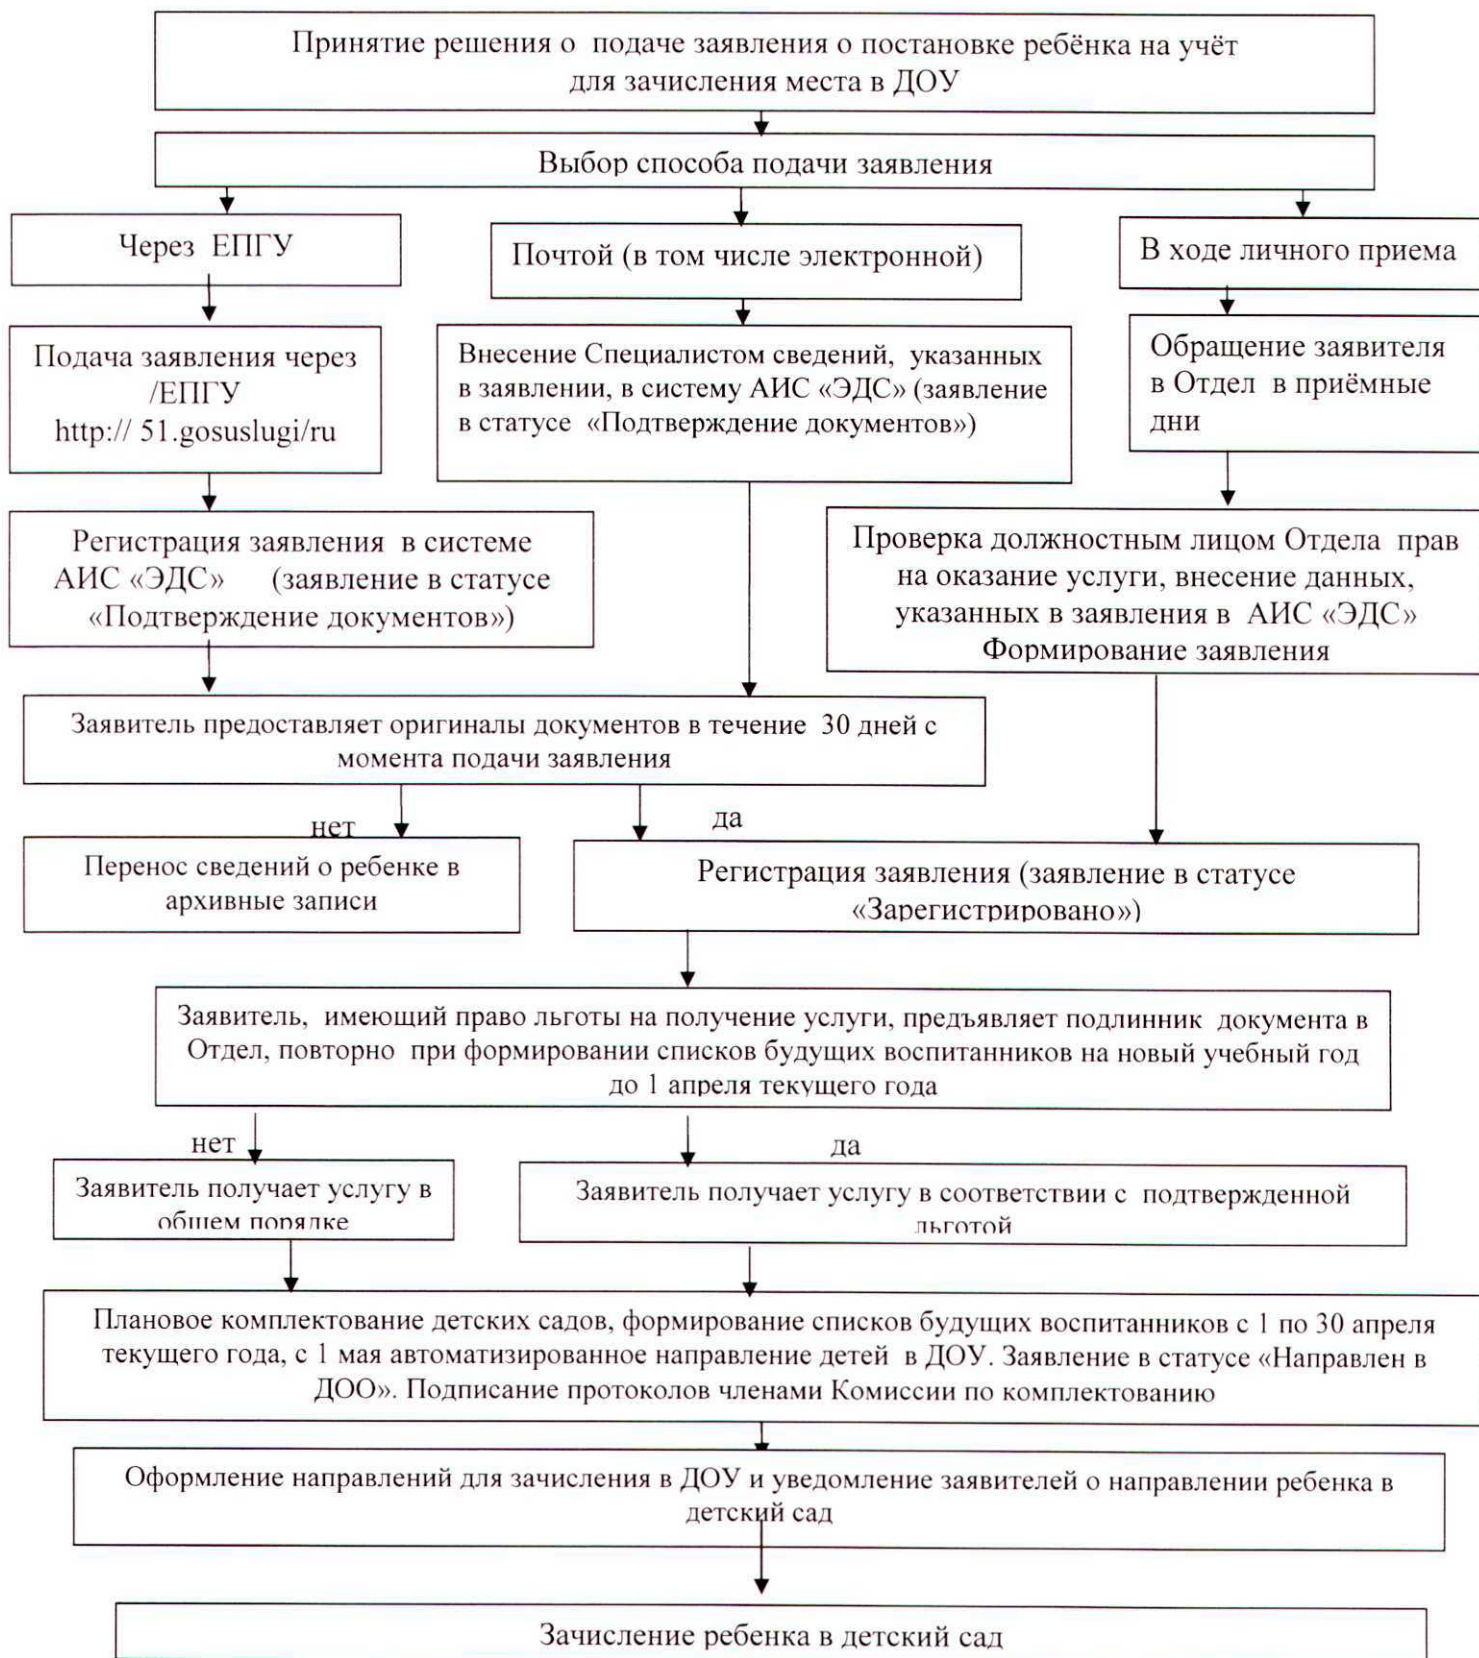 Принятие решения о подаче заявления о постановке ребёнка на учёт
для зачисления места в ДОУ
Выбор способа подачи заявления
Через ЕПГУ
Почтой (в том числе электронной)
В ходе личного приема
Подача заявления через
/ЕПГУ
http:// 51.gosuslugi/ru
Внесение Специалистом сведений, указанных
в заявлении, в систему АИС «ЭДС» (заявление
в статусе «Подтверждение документов»)
Обращение заявителя
в Отдел в приёмные
дни
Регистрация заявления в системе
АИС «ЭДС» (заявление в статусе
«Подтверждение документов»)
Проверка должностным лицом Отдела прав
на оказание услуги, внесение данных,
указанных в заявления в АИС «ЭДС»
Формирование заявления
Заявитель предоставляет оригиналы документов в течение 30 дней с
момента подачи заявления
нет
да
Перенос сведений о ребенке в
архивные записи
Регистрация заявления (заявление в статусе
«Зарегистрировано»)
Заявитель, имеющий право льготы на получение услуги, предъявляет подлинник документа в
Отдел, повторно при формировании списков будущих воспитанников на новый учебный год
до 1 апреля текущего года
нет
да
Заявитель получает услугу в
общем порядке
Заявитель получает услугу в соответствии с подтвержденной
льготой
Плановое комплектование детских садов, формирование списков будущих воспитанников с 1 по 30 апреля
текущего года, с 1 мая автоматизированное направление детей в ДОУ. Заявление в статусе «Направлен в
ДОО». Подписание протоколов членами Комиссии по комплектованию
Оформление направлений для зачисления в ДОУ и уведомление заявителей о направлении ребенка в
детский сад
Зачисление ребенка в детский сад